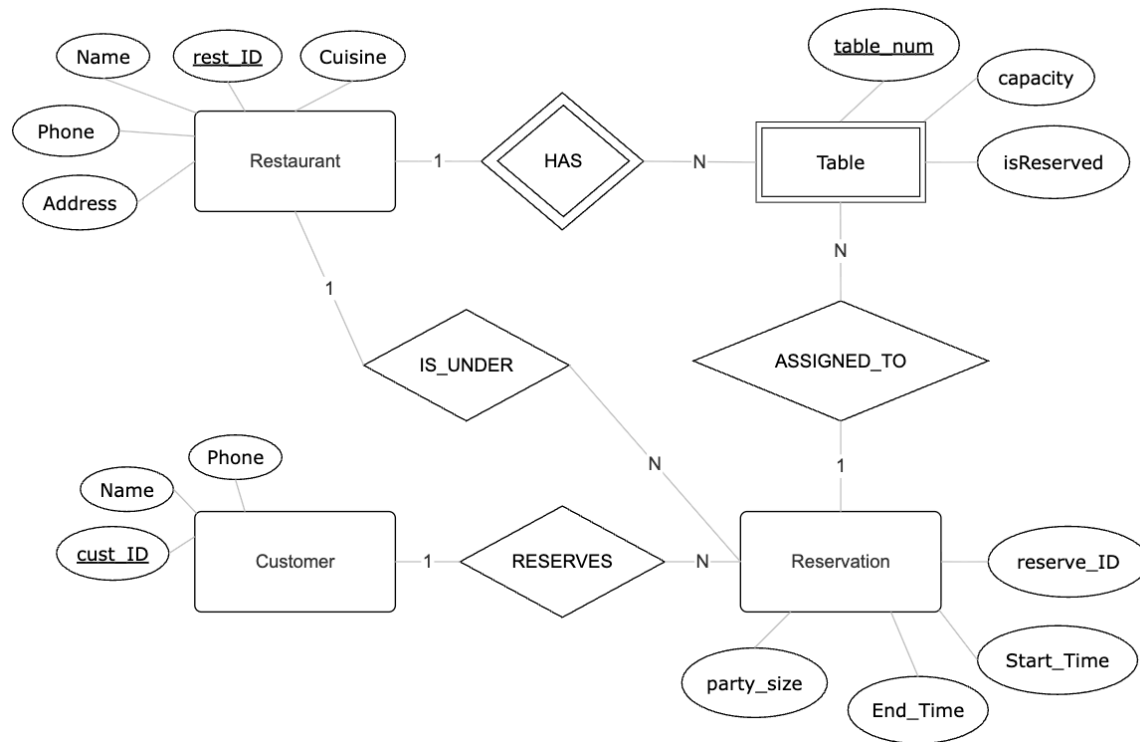 Name
rest_ID
Cuisine
Phone
Address
Restaurant
1
HAS
N
table_num
capacity
Table
isReserved
N
1
IS_UNDER
ASSIGNED_TO
N
1
Phone
Name
cust_ID
Customer
1
RESERVES
N
Reservation
reserve_ID
Start_Time
party_size
End_Time